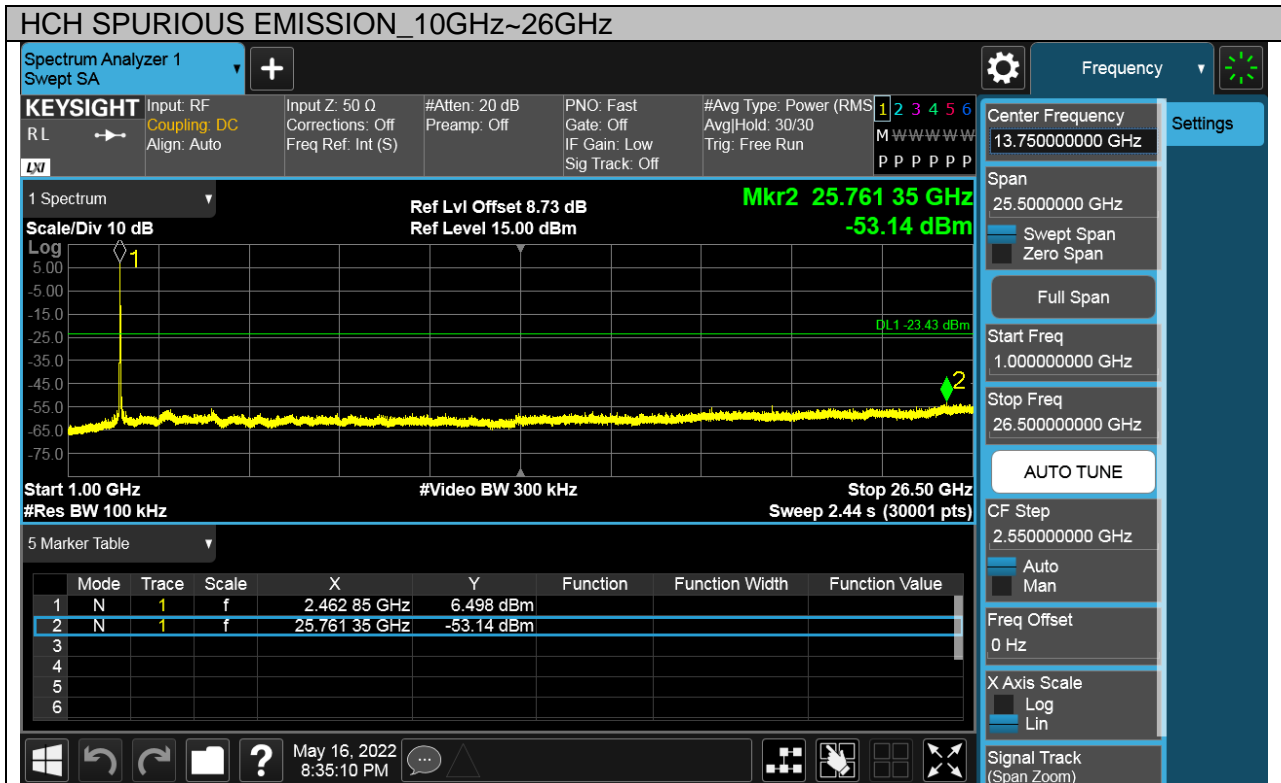 HCH SPURIOUS EMISSION_10GHz~26GHz
Spectrum Analyzer 1
Swept SA
Frequency
KEYSIGHT
RL
LXI
Input: RF
Coupling: DC
Align: Auto
Input Z: 50 Ω
Corrections: Off
Freq Ref: Int (S)
#Atten: 20 dB
Preamp: Off
PNO: Fast
Gate: Off
IF Gain: Low
Sig Track: Off
#Avg Type: Power (RMS
Avg|Hold: 30/30
Trig: Free Run
1 2 3 4 5 6
M W W W W W
P P P P P P
1 Spectrum
Scale/Div 10 dB
Ref Lvl Offset 8.73 dB
Ref Level 15.00 dBm
Mkr2 25.761 35 GHz
-53.14 dBm
Log
1
5.00
-5.00
-15.0
DL1 -23.43 dBm
-25.0
-35.0
-45.0
2
-55.0
-65.0
-75.0
Start 1.00 GHz
#Video BW 300 kHz
Stop 26.50 GHz
#Res BW 100 kHz
Sweep 2.44 s (30001 pts)
5 Marker Table
Mode Trace Scale X Y Function Function Width Function Value
1 N 1 f 2.462 85 GHz 6.498 dBm
2 N 1 f 25.761 35 GHz -53.14 dBm
3
4
5
6
?
May 16, 2022
8:35:10 PM
Settings
Center Frequency
13.750000000 GHz
Span
25.5000000 GHz
Swept Span
Zero Span
Full Span
Start Freq
1.000000000 GHz
Stop Freq
26.500000000 GHz
AUTO TUNE
CF Step
2.550000000 GHz
Auto
Man
Freq Offset
0 Hz
X Axis Scale
Log
Lin
Signal Track
(Span Zoom)